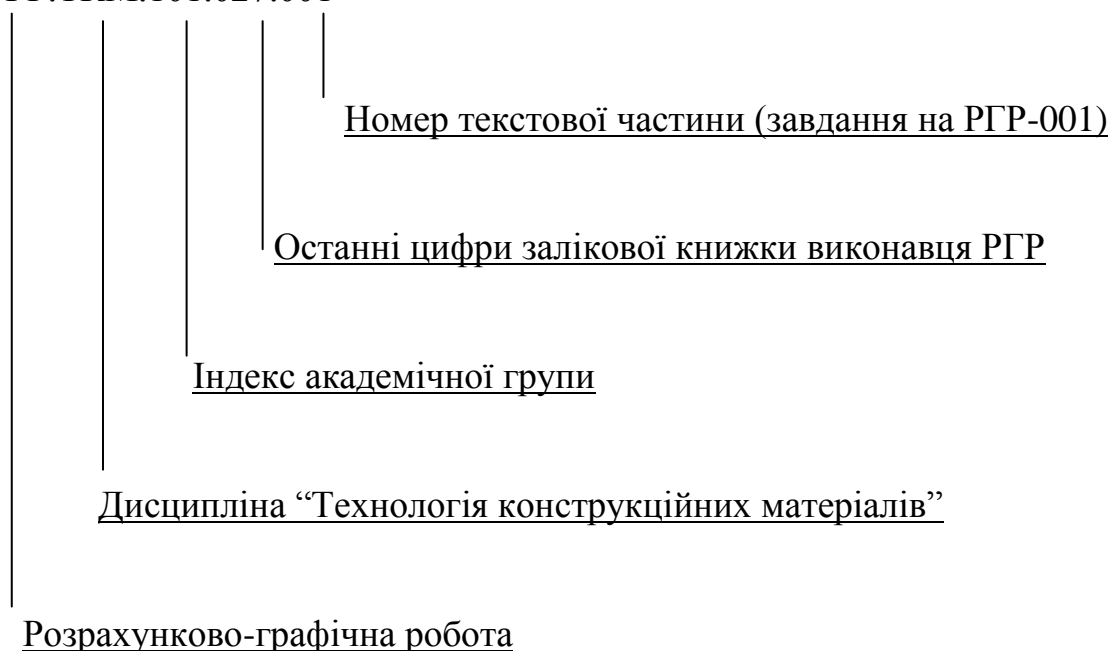 Номер текстової частини (завдання на РГР-001)
Останні цифри залікової книжки виконавця РГР
Індекс академічної групи
Дисципліна “Технологія конструкційних матеріалів”
Розрахунково-графічна робота